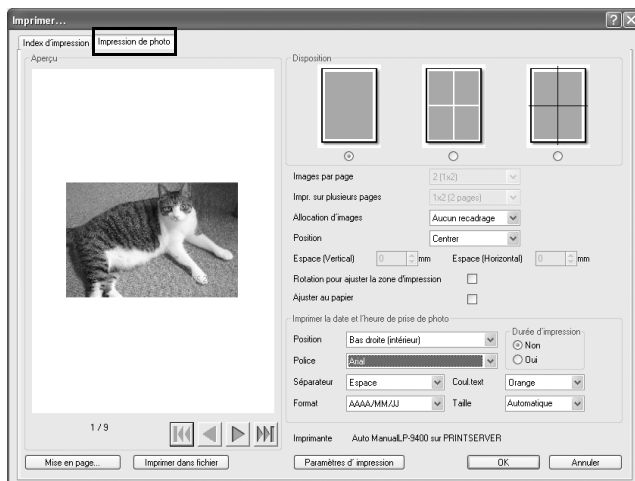 Imprimer...
Index d'impression Impression de photo
Aperçu
1 / 9
Mise en page... Imprimer dans fichier
Disposition
Images par page 2 (1x2)
Impr. sur plusieurs pages 1x2 (2 pages)
Allocation d'images Aucun recadrage
Position Centrer
Espace (Vertical) 0 mm Espace (Horizontal) 0 mm
Rotation pour ajuster la zone d'impression
Ajuster au papier
Imprimer la date et l'heure de prise de photo
Position Bas droite (intérieur)
Durée d'impression
Non
Oui
Police Arial
Séparateur Espace Coul.text Orange
Format AAAA/MM/JJ Taille Automatique
Imprimante Auto ManualLP-9400 sur PRINTSERVER
Paramètres d' impression OK Annuler